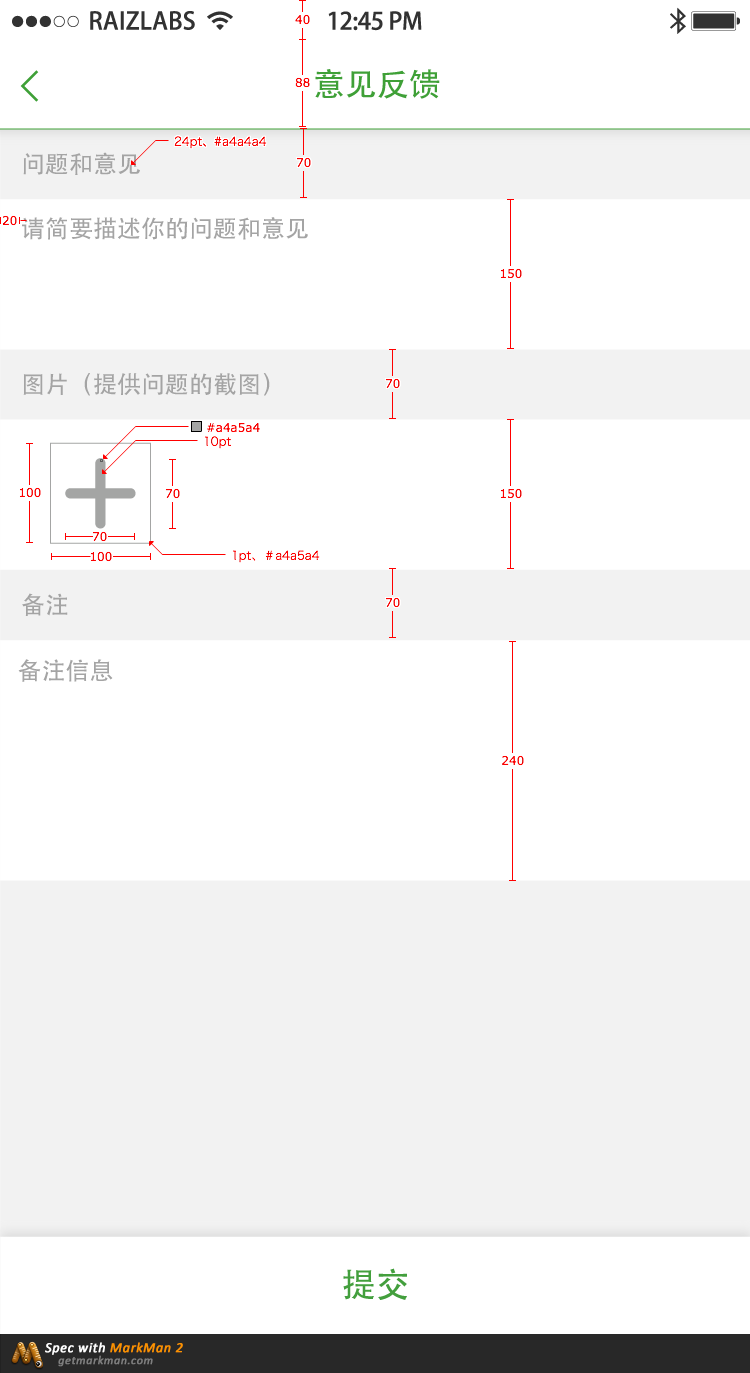 RAIZLABS 12:45 PM
40
88
意见反馈
24pt、#a4a4a4
问题和意见
70
20
请简要描述你的问题和意见
150
图片（提供问题的截图）
70
#a4a5a4
10pt
100
70
150
70
100
1pt、#a4a5a4
备注
70
备注信息
240
提交
Spec with MarkMan 2
getmarkman.com